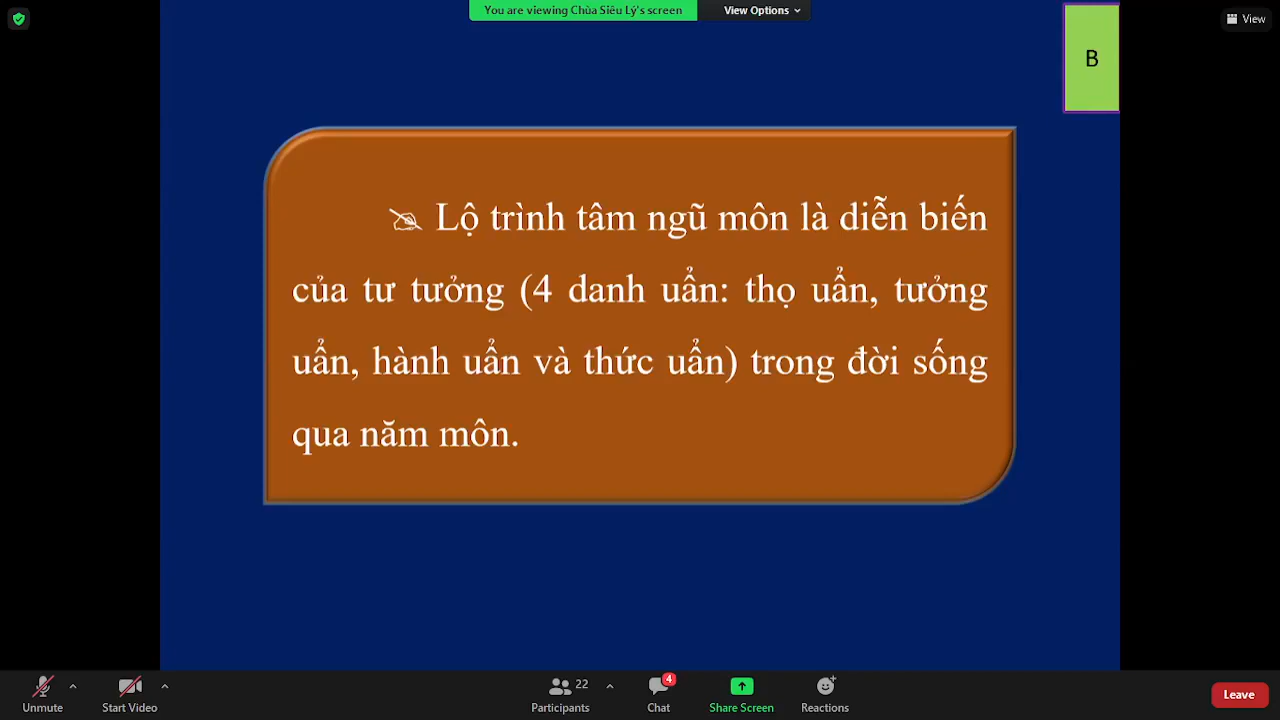 You are viewing Chùa Siêu Lý's screen
View Options
View
B
Lộ trình tâm ngũ môn là diễn biến
của tư tưởng (4 danh uẩn: thọ uẩn, tưởng
uẩn, hành uẩn và thức uẩn) trong đời sống
qua năm môn.
Unmute
Start Video
22
Participants
4
Chat
Share Screen
Reactions
Leave